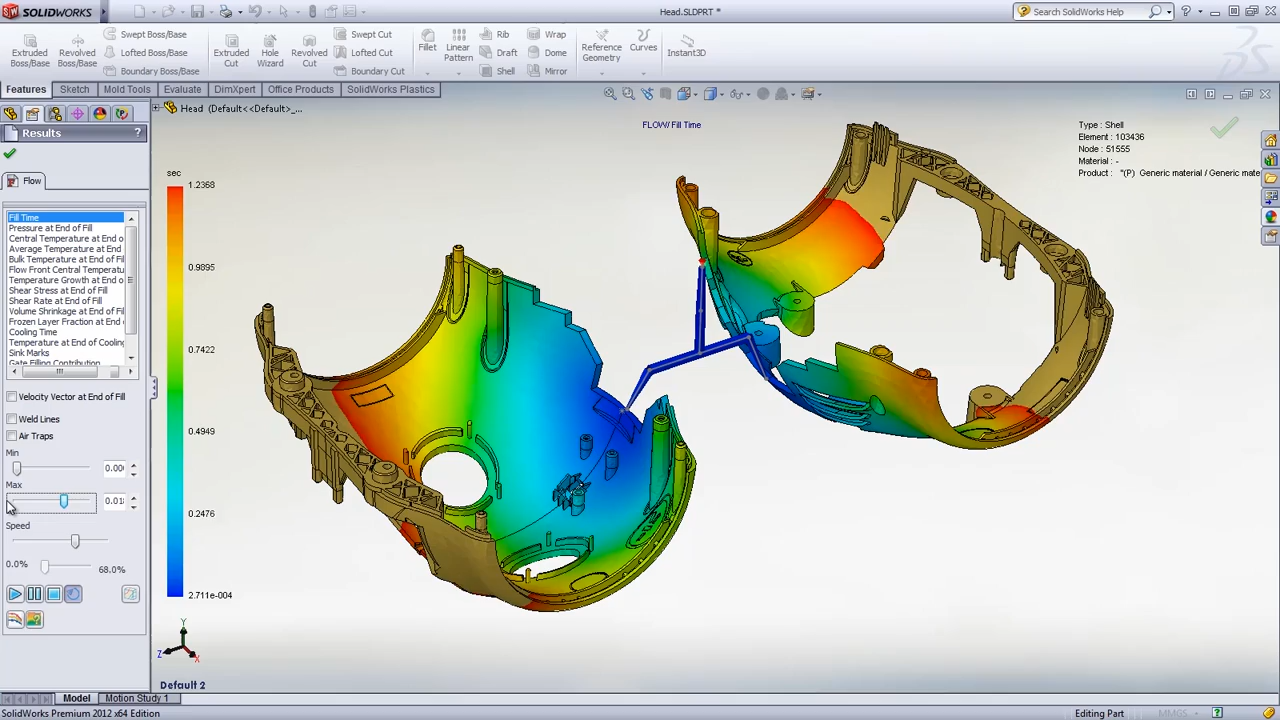 SOLIDWORKS
Head.SLDPRT *
Search SolidWorks Help
Extruded Boss/Base
Revolved Boss/Base
Swept Boss/Base
Lofted Boss/Base
Boundary Boss/Base
Extruded Cut
Hole Wizard
Revolved Cut
Swept Cut
Lofted Cut
Boundary Cut
Fillet
Linear Pattern
Rib
Draft
Shell
Wrap
Dome
Mirror
Reference Geometry
Curves
Instant3D
Features
Sketch
Mold Tools
Evaluate
DimXpert
Office Products
SolidWorks Plastics
Head (Default<<Default>_...
Results
?
Flow
Fill Time
Pressure at End of Fill
Central Temperature at End o
Average Temperature at End
Bulk Temperature at End of F
Flow Front Central Temperatu
Temperature Growth at End o
Shear Stress at End of Fill
Shear Rate at End of Fill
Volume Shrinkage at End of F
Frozen Layer Fraction at End
Cooling Time
Temperature at End of Cooling
Sink Marks
Gate Filling Contribution
Velocity Vector at End of Fill
Weld Lines
Air Traps
Min
0.00
Max
0.01
Speed
0.0%
68.0%
FLOW/ Fill Time
sec
1.2368
0.9895
0.7422
0.4949
0.2476
2.711e-004
Type : Shell
Element : 103436
Node : 51555
Material : -
Product : "(P) Generic material / Generic mate
Y
Z
X
Default 2
Model
Motion Study 1
SolidWorks Premium 2012 x64 Edition
Editing Part
MMGS